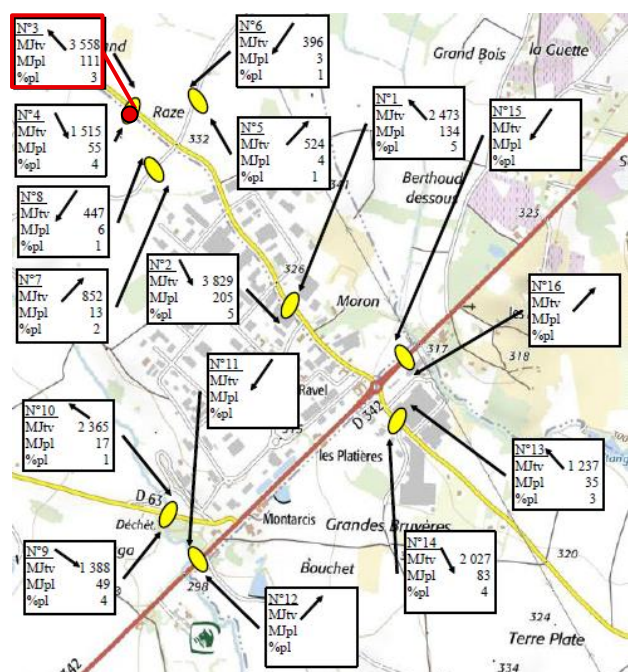 N°3
MJtv 3 558
MJpl 111
%pl 3
and
Raze
332
N°6
MJtv 396
MJpl 3
%pl 1
Grand Bois
la Guette
N°4
MJtv 1 515
MJpl 55
%pl 4
N°5
MJtv 524
MJpl 4
%pl 1
341
N°1
MJtv 2 473
MJpl 134
%pl 5
N°15
MJtv
MJpl
%pl
S
Berthoud
dessous
323
N°8
MJtv 447
MJpl 6
%pl 1
N°7
MJtv 852
MJpl 13
%pl 2
N°2
MJtv 3 829
MJpl 205
%pl 5
326
Moron
N°16
MJtv
MJpl
%pl
les
317
318
N°11
MJtv
MJpl
%pl
Ravel
D 342
N°10
MJtv 2 365
MJpl 17
%pl 1
les Platières
N°13
MJtv 1 237
MJpl 35
%pl 3
100
D 63
Déchèt.
Montarcis
Grandes Bruyères
N°9
MJtv 1 388
MJpl 49
%pl 4
ga
298
Bouchet
N°14
MJtv 2 027
MJpl 83
%pl 4
320
N°12
MJtv
MJpl
%pl
324
Terre Plate
334
342